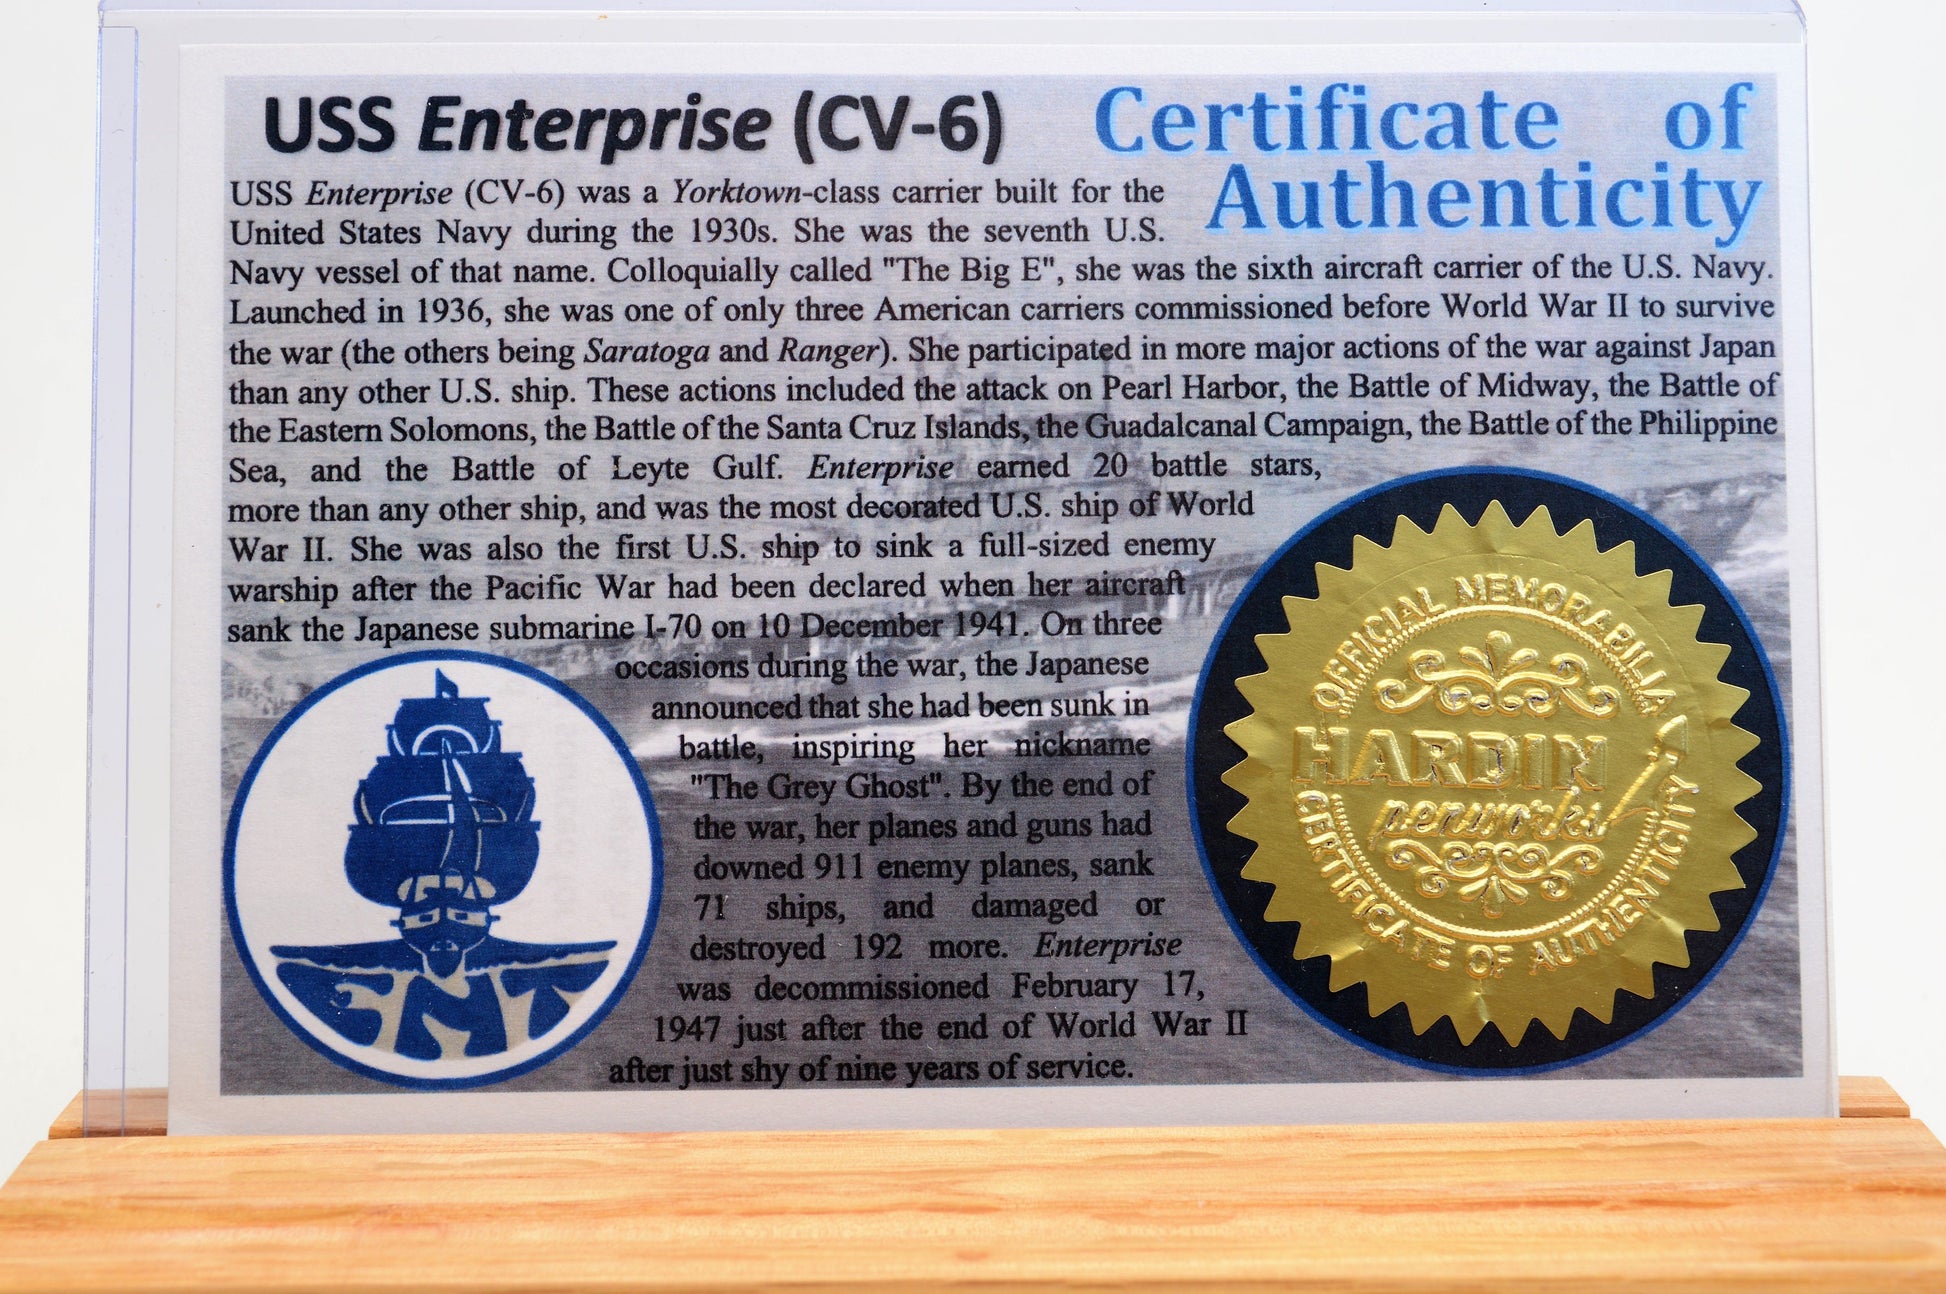 USS Enterprise (CV-6)
Certificate of
Authenticity
USS Enterprise (CV-6) was a Yorktown-class carrier built for the
United States Navy during the 1930s. She was the seventh U.S.
Navy vessel of that name. Colloquially called "The Big E", she was the sixth aircraft carrier of the U.S. Navy.
Launched in 1936, she was one of only three American carriers commissioned before World War II to survive
the war (the others being Saratoga and Ranger). She participated in more major actions of the war against Japan
than any other U.S. ship. These actions included the attack on Pearl Harbor, the Battle of Midway, the Battle of
the Eastern Solomons, the Battle of the Santa Cruz Islands, the Guadalcanal Campaign, the Battle of the Philippine
Sea, and the Battle of Leyte Gulf. Enterprise earned 20 battle stars,
more than any other ship, and was the most decorated U.S. ship of World
War II. She was also the first U.S. ship to sink a full-sized enemy
warship after the Pacific War had been declared when her aircraft
sank the Japanese submarine I-70 on 10 December 1941. On three
occasions during the war, the Japanese
announced that she had been sunk in
battle, inspiring her nickname
"The Grey Ghost". By the end of
the war, her planes and guns had
downed 911 enemy planes, sank
71 ships, and damaged or
destroyed 192 more. Enterprise
was decommissioned February 17,
1947 just after the end of World War II
after just shy of nine years of service.
OFFICIAL MEMORABILIA
HARDIN
penworks
CERTIFICATE OF AUTHENTICITY